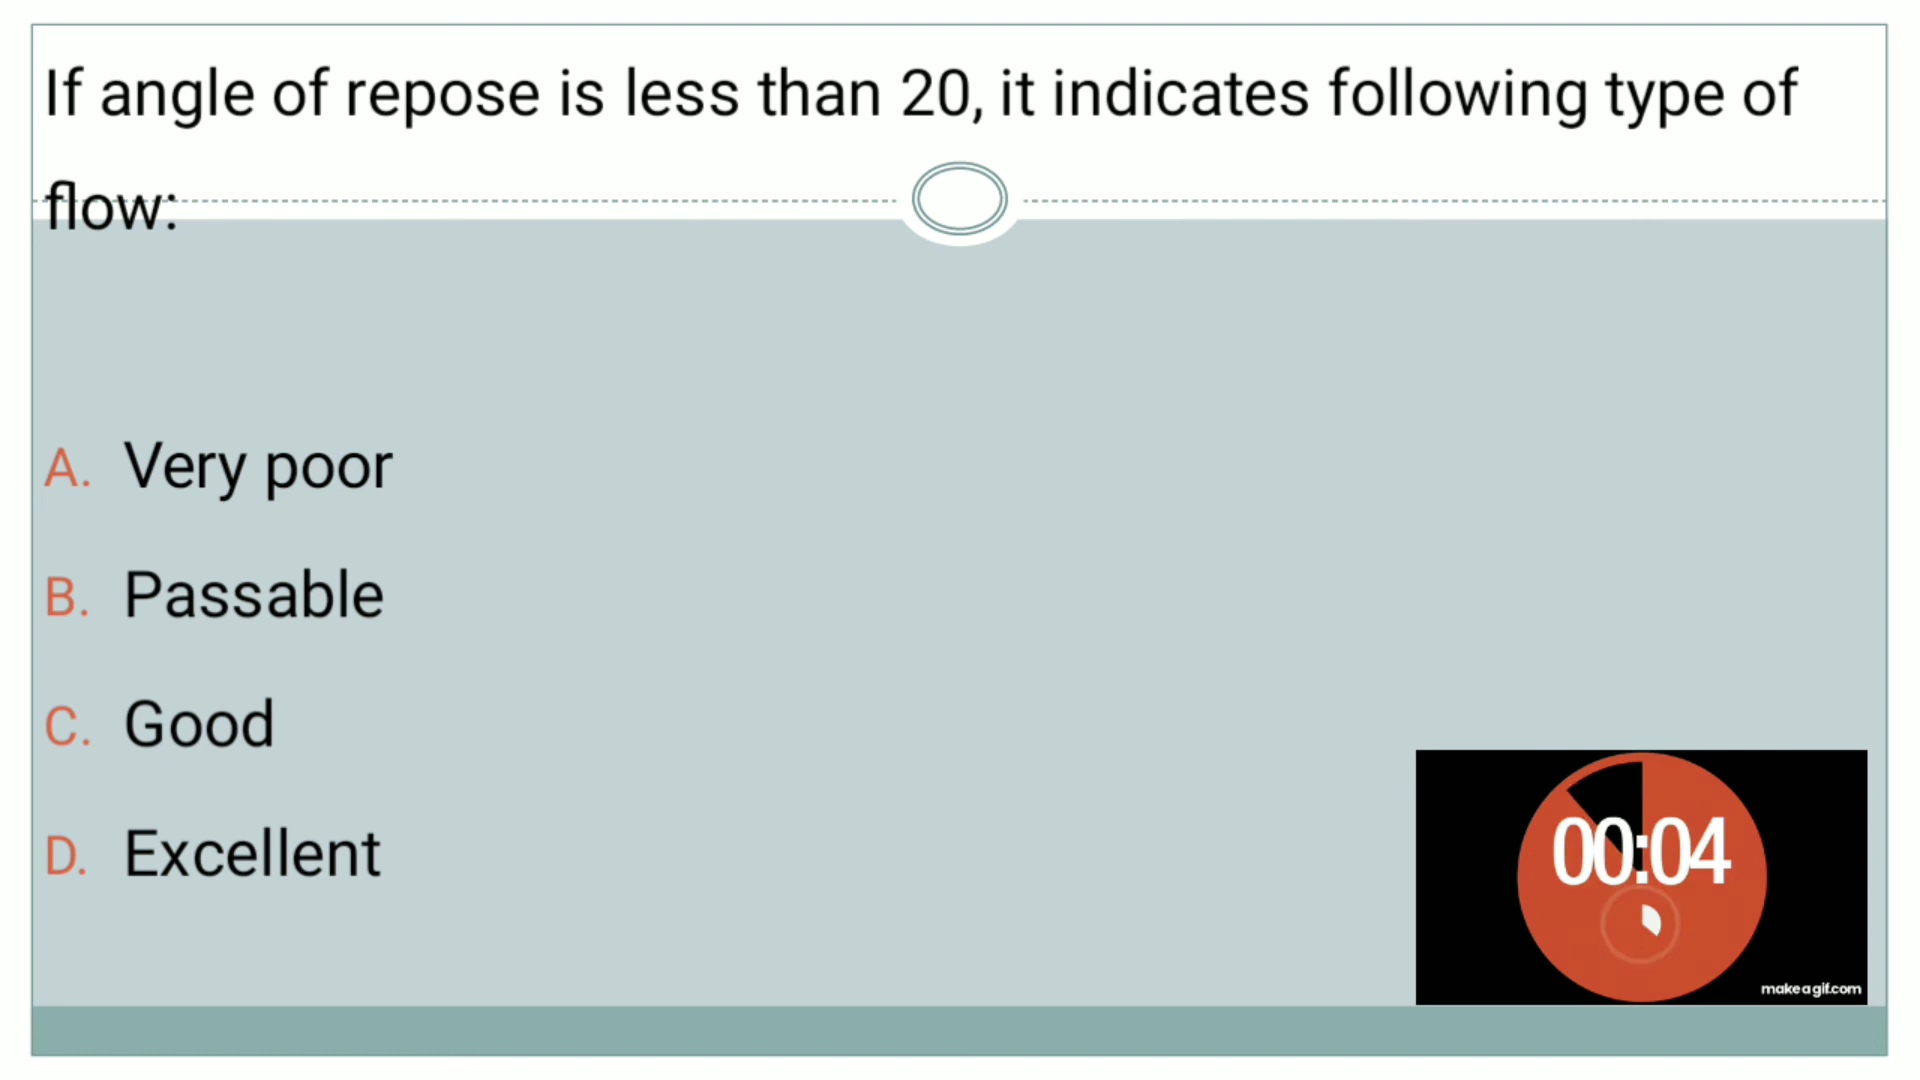 If angle of repose is less than 20, it indicates following type of
flow:
A. Very poor
B. Passable
C. Good
D. Excellent
00:04
makeagif.com